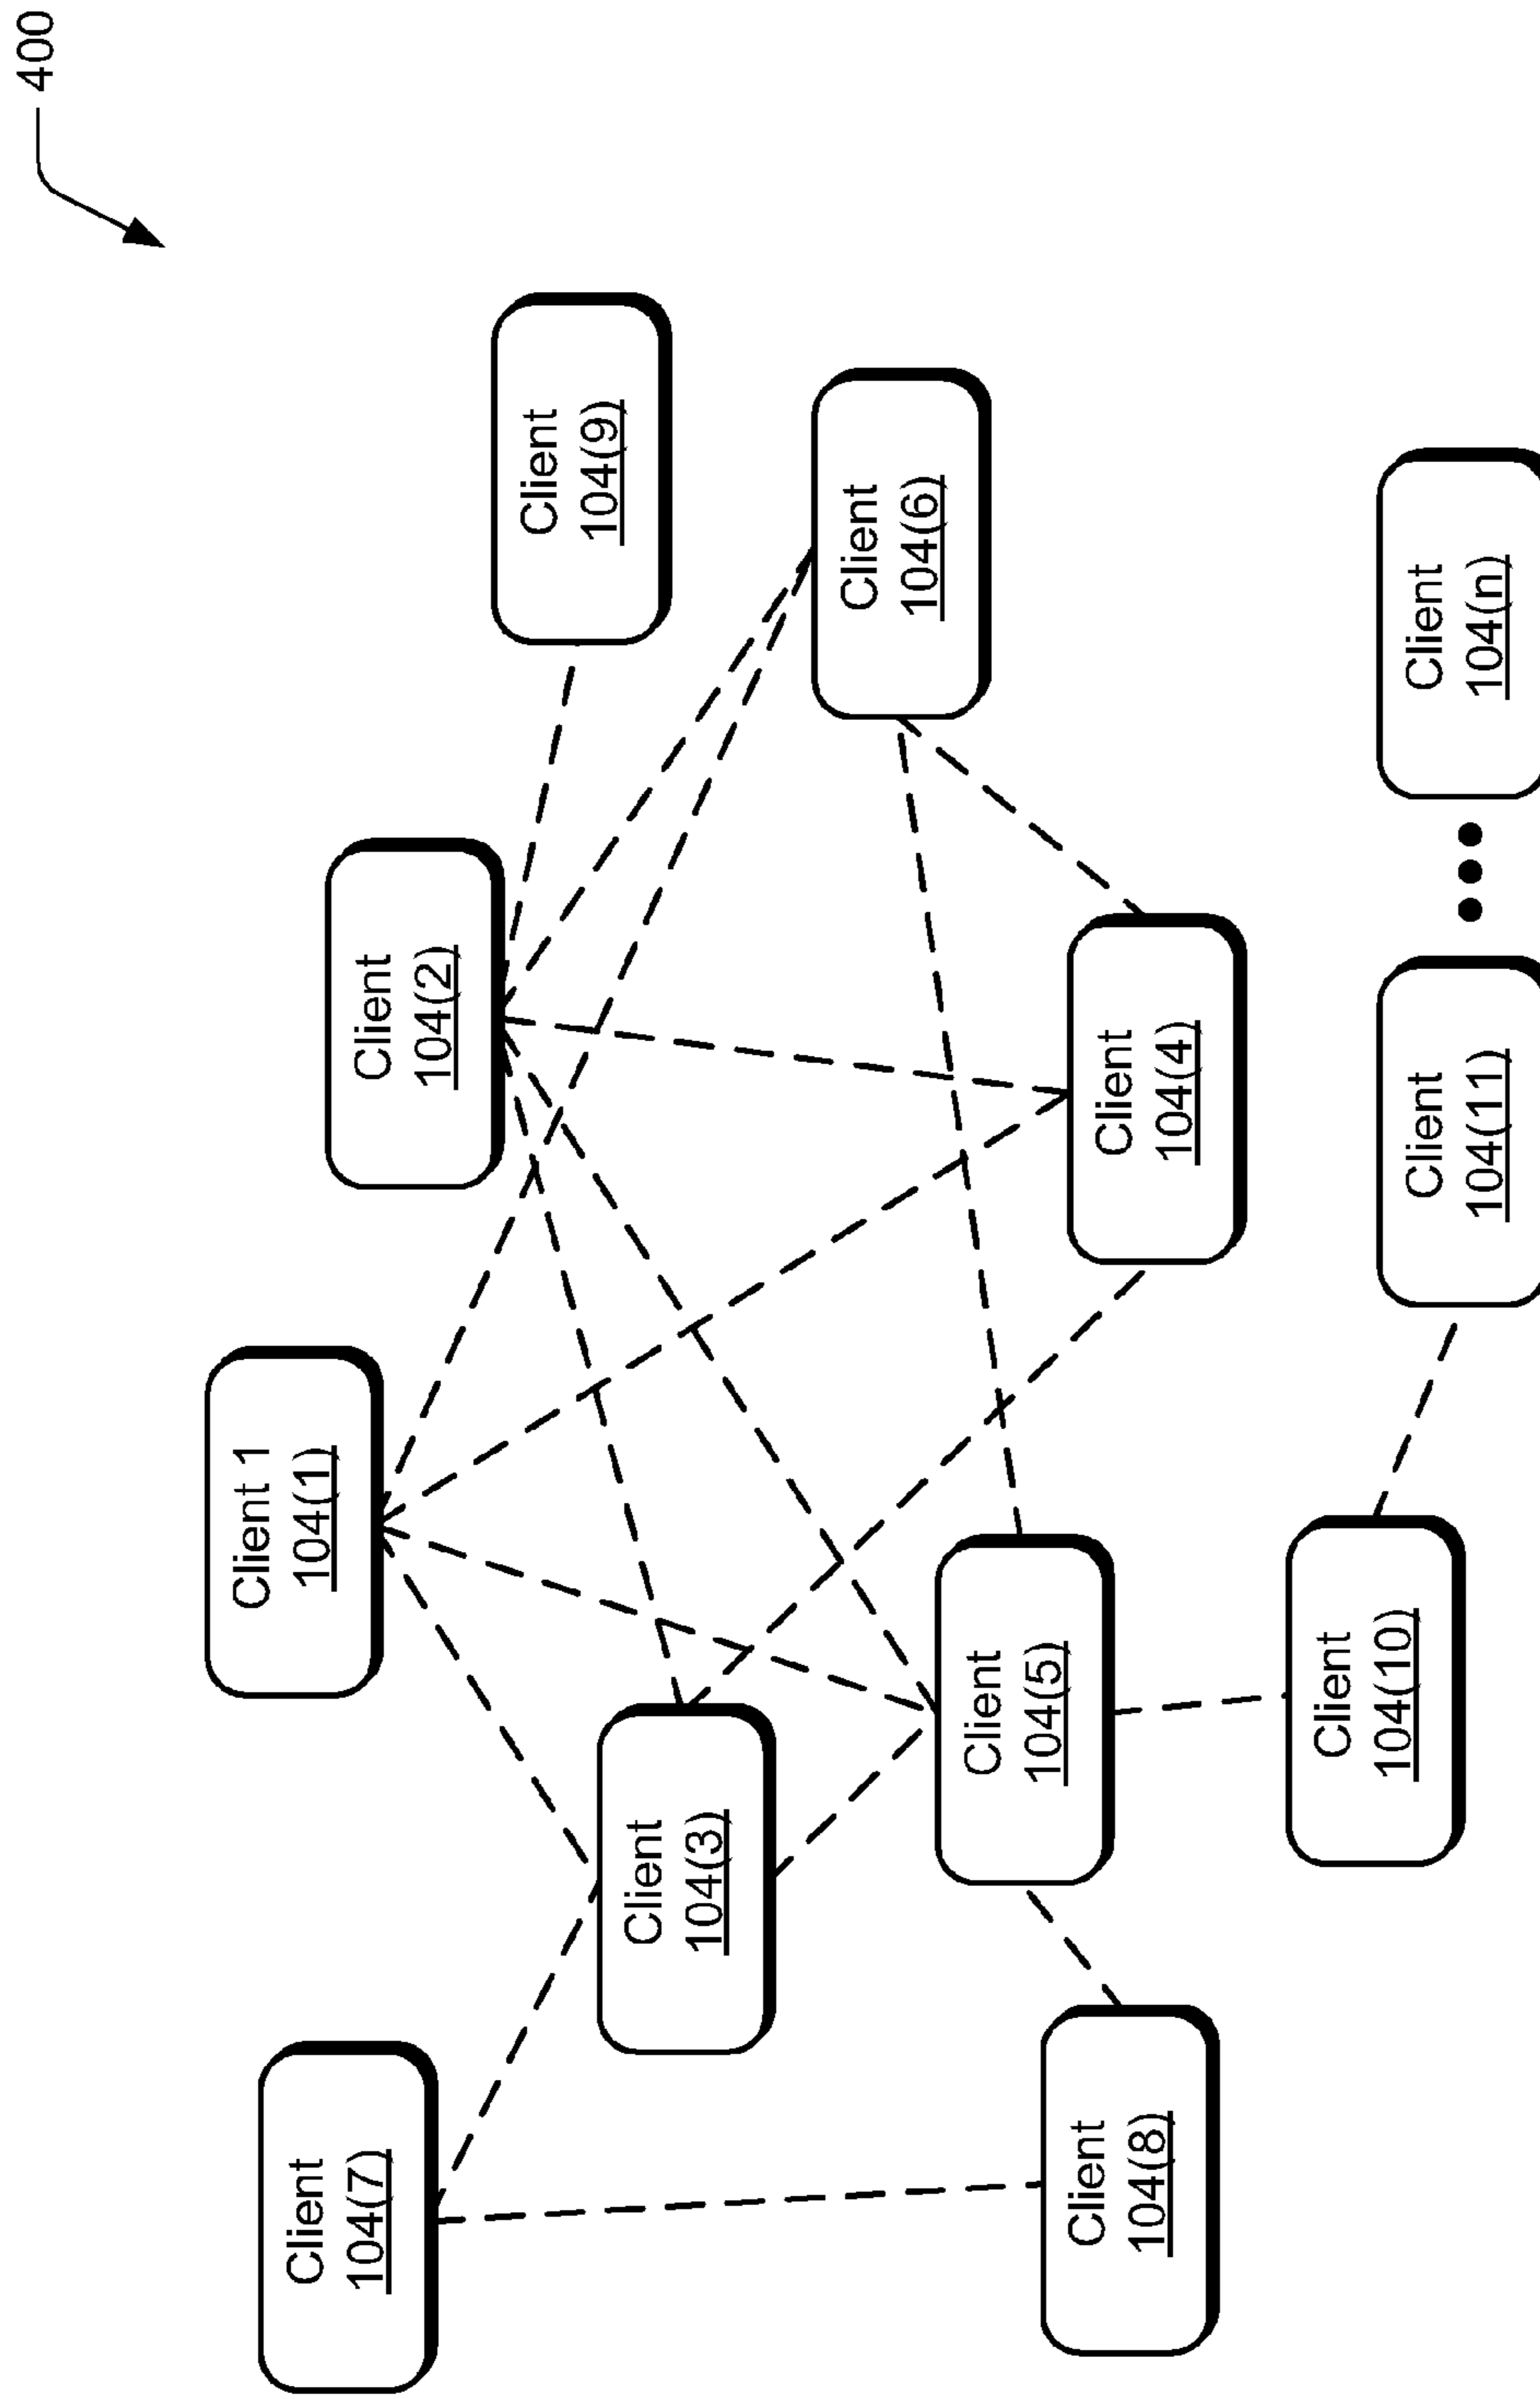 400
Client 1
104(1)
Client
104(2)
Client
104(7)
Client
104(9)
Client
104(3)
Client
104(6)
Client
104(5)
Client
104(4)
Client
104(8)
Client
104(10)
Client
104(11)
Client
104(n)